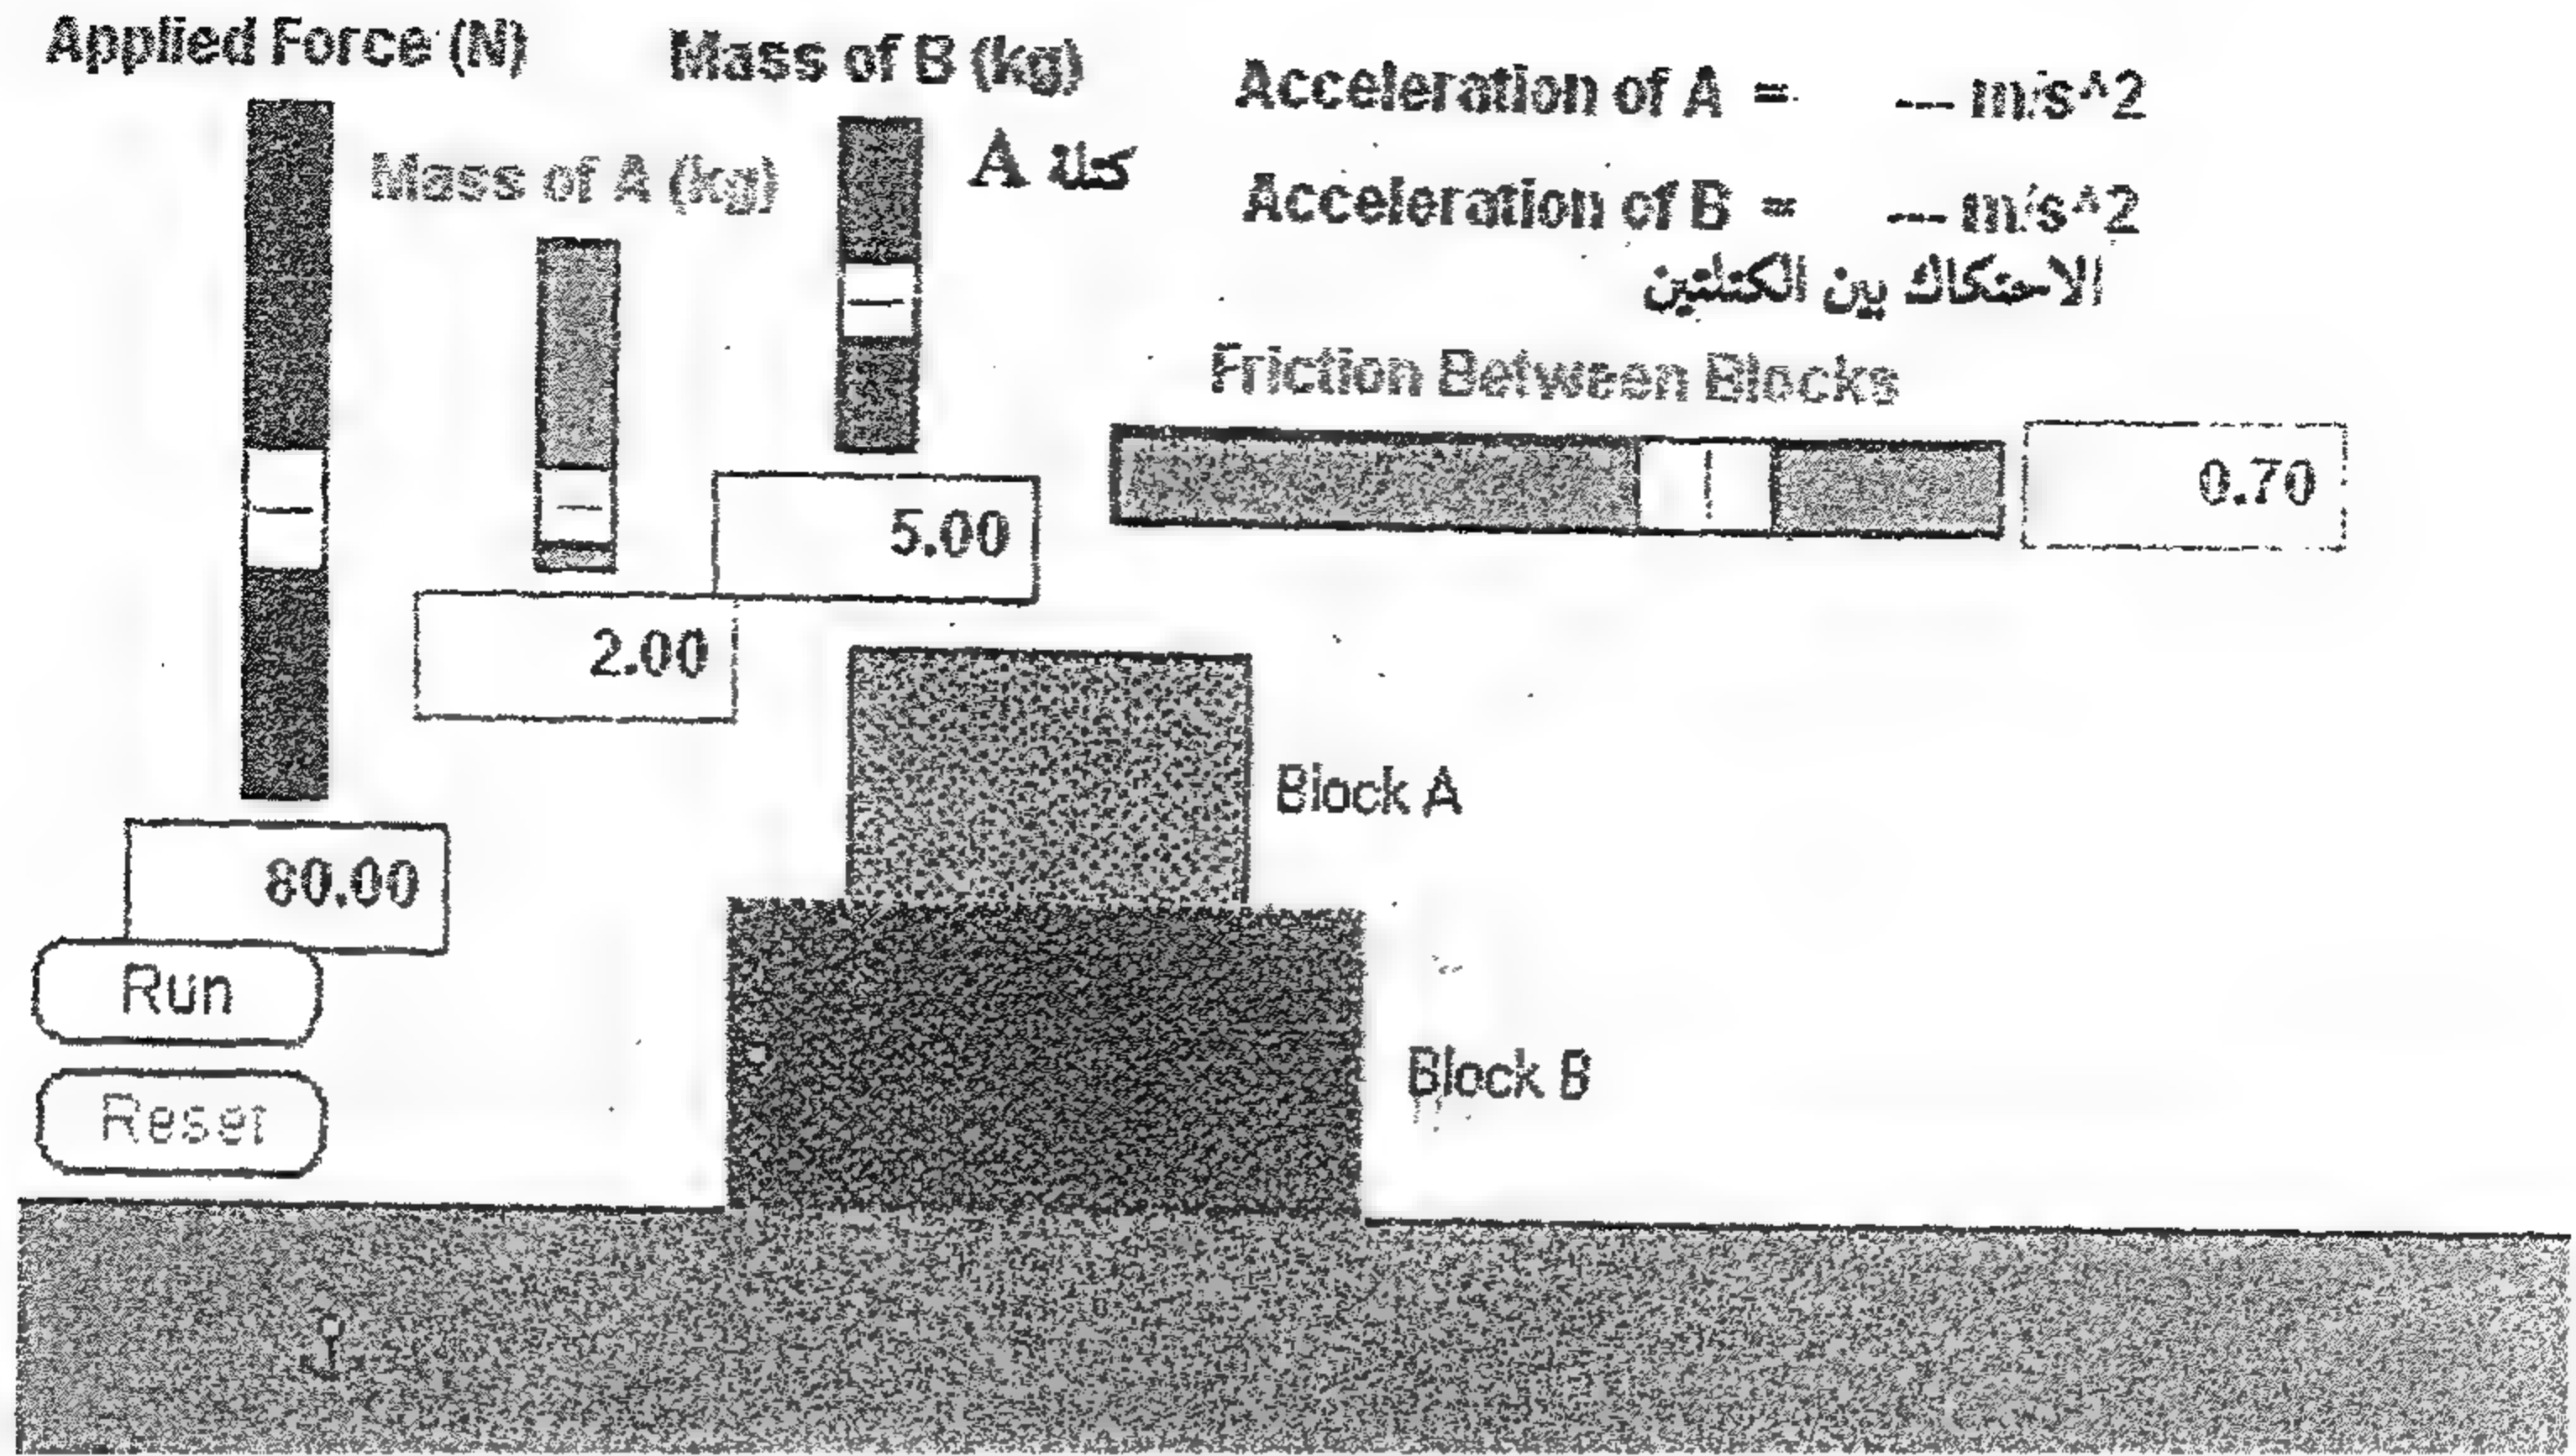 Applied Force (N)
Mass of B (kg)
Mass of A (kg)
كتلة A
Acceleration of A = --- m/s^2
Acceleration of B = --- m/s^2
الاحتكاك بين الكتلتين
Friction Between Blocks
0.70
5.00
2.00
80.00
Block A
Run
Block B
Reset